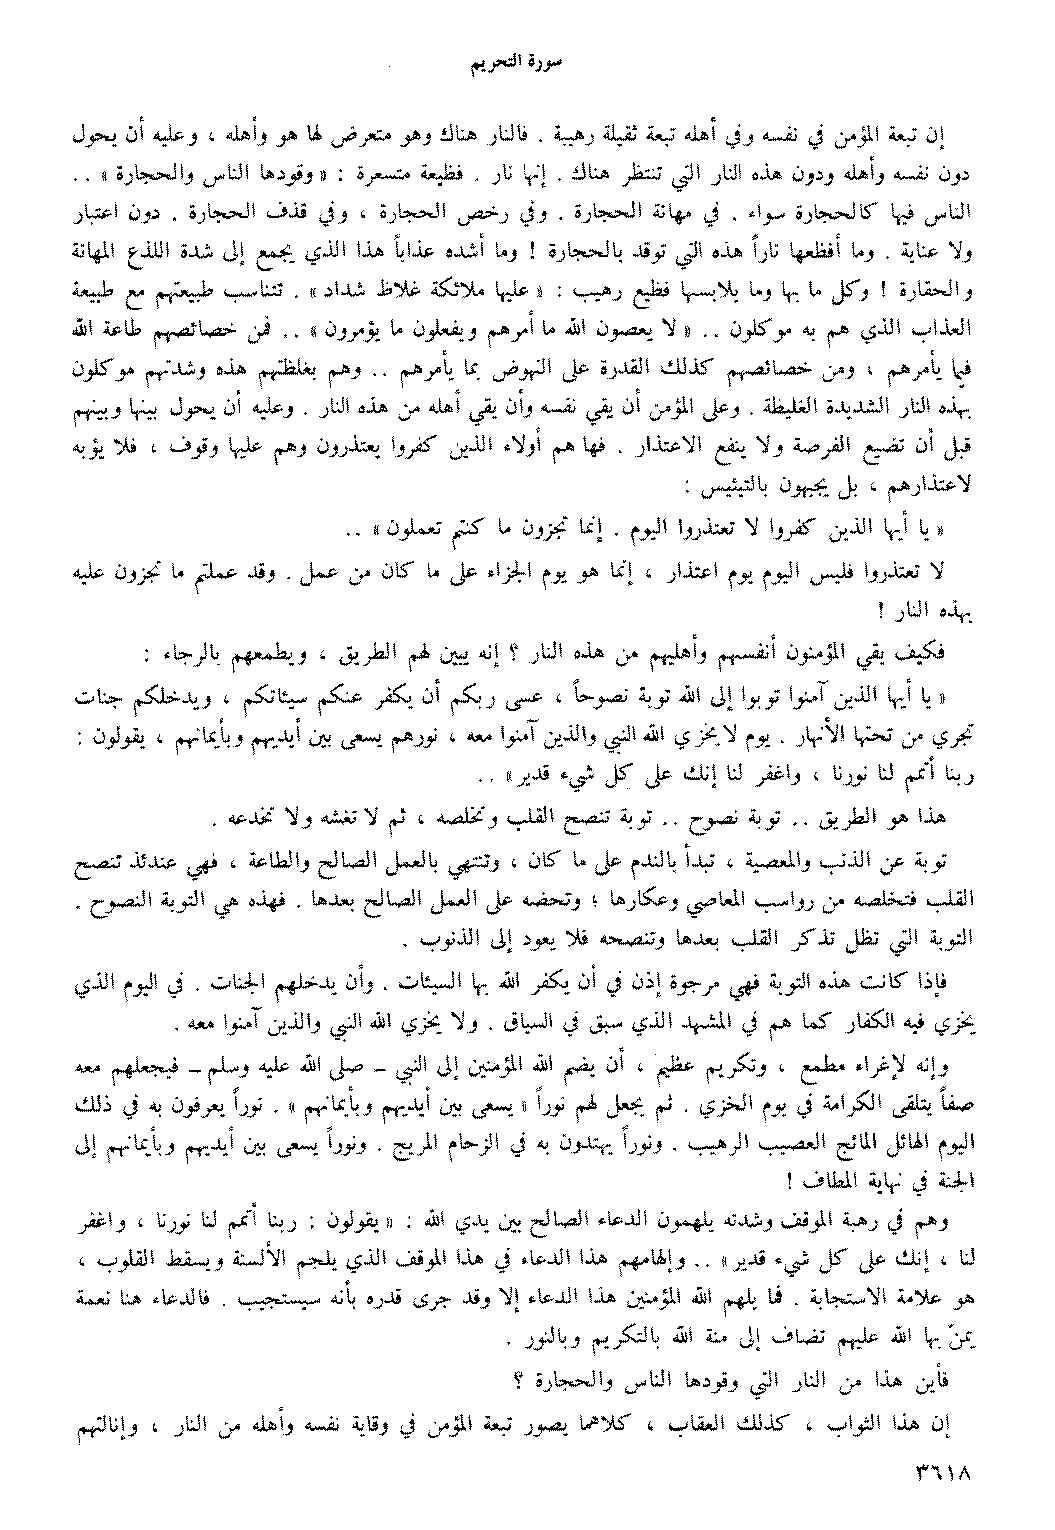 سورة التحريم
إن تبعة المؤمن في نفسه وفي أهله تبعة ثقيلة رهيبة . فالنار هناك وهو متعرض لها هو وأهله ، وعليه أن يحول
دون نفسه وأهله ودون هذه النار التي تنتظر هناك . إنها نار . فظيعة متسعرة : « وقودها الناس والحجارة » ..
الناس فيها كالحجارة سواء . في مهانة الحجارة . وفي رخص الحجارة ، وفي قذف الحجارة . دون اعتبار
ولا عناية . وما أفظعها ناراً هذه التي توقد بالحجارة ! وما أشده عذاباً هذا الذي يجمع إلى شدة اللذع المهانة
والحقارة ! وكل ما بها وما يلابسها فظيع رهيب : « عليها ملائكة غلاظ شداد » . تتناسب طبيعتهم مع طبيعة
العذاب الذي هم به موكلون .. « لا يعصون الله ما أمرهم ويفعلون ما يؤمرون » .. فمن خصائصهم طاعة الله
فيما يأمرهم ، ومن خصائصهم كذلك القدرة على النهوض بما يأمرهم .. وهم بغلظتهم هذه وشدتهم موكلون
بهذه النار الشديدة الغليظة . وعلى المؤمن أن يقي نفسه وأن يقي أهله من هذه النار . وعليه أن يحول بينها وبينهم
قبل أن تضيع الفرصة ولا ينفع الاعتذار . فها هم أولاء الذين كفروا يعتذرون وهم عليها وقوف ، فلا يؤبه
لاعتذارهم ، بل يجبهون بالتيئيس :
« يا أيها الذين كفروا لا تعتذروا اليوم . إنما تجزون ما كنتم تعملون » ..
لا تعتذروا فليس اليوم يوم اعتذار ، إنما هو يوم الجزاء على ما كان من عمل . وقد عملتم ما تجزون عليه
بهذه النار !
فكيف يقي المؤمنون أنفسهم وأهليهم من هذه النار ؟ إنه يبين لهم الطريق ، ويطمعهم بالرجاء :
« يا أيها الذين آمنوا توبوا إلى الله توبة نصوحاً ، عسى ربكم أن يكفر عنكم سيئاتكم ، ويدخلكم جنات
تجري من تحتها الأنهار . يوم لا يخزي الله النبي والذين آمنوا معه ، نورهم يسعى بين أيديهم وبأيمانهم ، يقولون :
ربنا أتمم لنا نورنا ، واغفر لنا إنك على كل شيء قدير » ..
هذا هو الطريق .. توبة نصوح .. توبة تنصح القلب وتخلصه ، ثم لا تغشه ولا تخدعه .
توبة عن الذنب والمعصية ، تبدأ بالندم على ما كان ، وتنتهي بالعمل الصالح والطاعة ، فهي عندئذ تنصح
القلب فتخلصه من رواسب المعاصي وعكارها ؛ وتحضه على العمل الصالح بعدها . فهذه هي التوبة النصوح .
التوبة التي تظل تذكر القلب بعدها وتنصحه فلا يعود إلى الذنوب .
فإذا كانت هذه التوبة فهي مرجوة إذن في أن يكفر الله بها السيئات . وأن يدخلهم الجنات . في اليوم الذي
يخزي فيه الكفار كما هم في المشهد الذي سبق في السياق . ولا يخزي الله النبي والذين آمنوا معه .
وإنه لإغراء مطمع ، وتكريم عظيم ، أن يضم الله المؤمنين إلى النبي – صلى الله عليه وسلم – فيجعلهم معه
صفاً يتلقى الكرامة في يوم الخزي . ثم يجعل لهم نوراً « يسعى بين أيديهم وبأيمانهم » . نوراً يعرفون به في ذلك
اليوم الهائل المائج العصيب الرهيب . ونوراً يهتدون به في الزحام المريج . ونوراً يسعى بين أيديهم وبأيمانهم إلى
الجنة في نهاية المطاف !
وهم في رهبة الموقف وشدته يلهمون الدعاء الصالح بين يدي الله : « يقولون : ربنا أتمم لنا نورنا ، واغفر
لنا ، إنك على كل شيء قدير » .. وإلهامهم هذا الدعاء في هذا الموقف الذي يلجم الألسنة ويسقط القلوب ،
هو علامة الاستجابة . فما يلهم الله المؤمنين هذا الدعاء إلا وقد جرى قدره بأنه سيستجيب . فالدعاء هنا نعمة
يمنّ بها الله عليهم تضاف إلى منة الله بالتكريم وبالنور .
فأين هذا من النار التي وقودها الناس والحجارة ؟
إن هذا الثواب ، كذلك العقاب ، كلاهما يصور تبعة المؤمن في وقاية نفسه وأهله من النار ، وإنالتهم
٣٦١٨